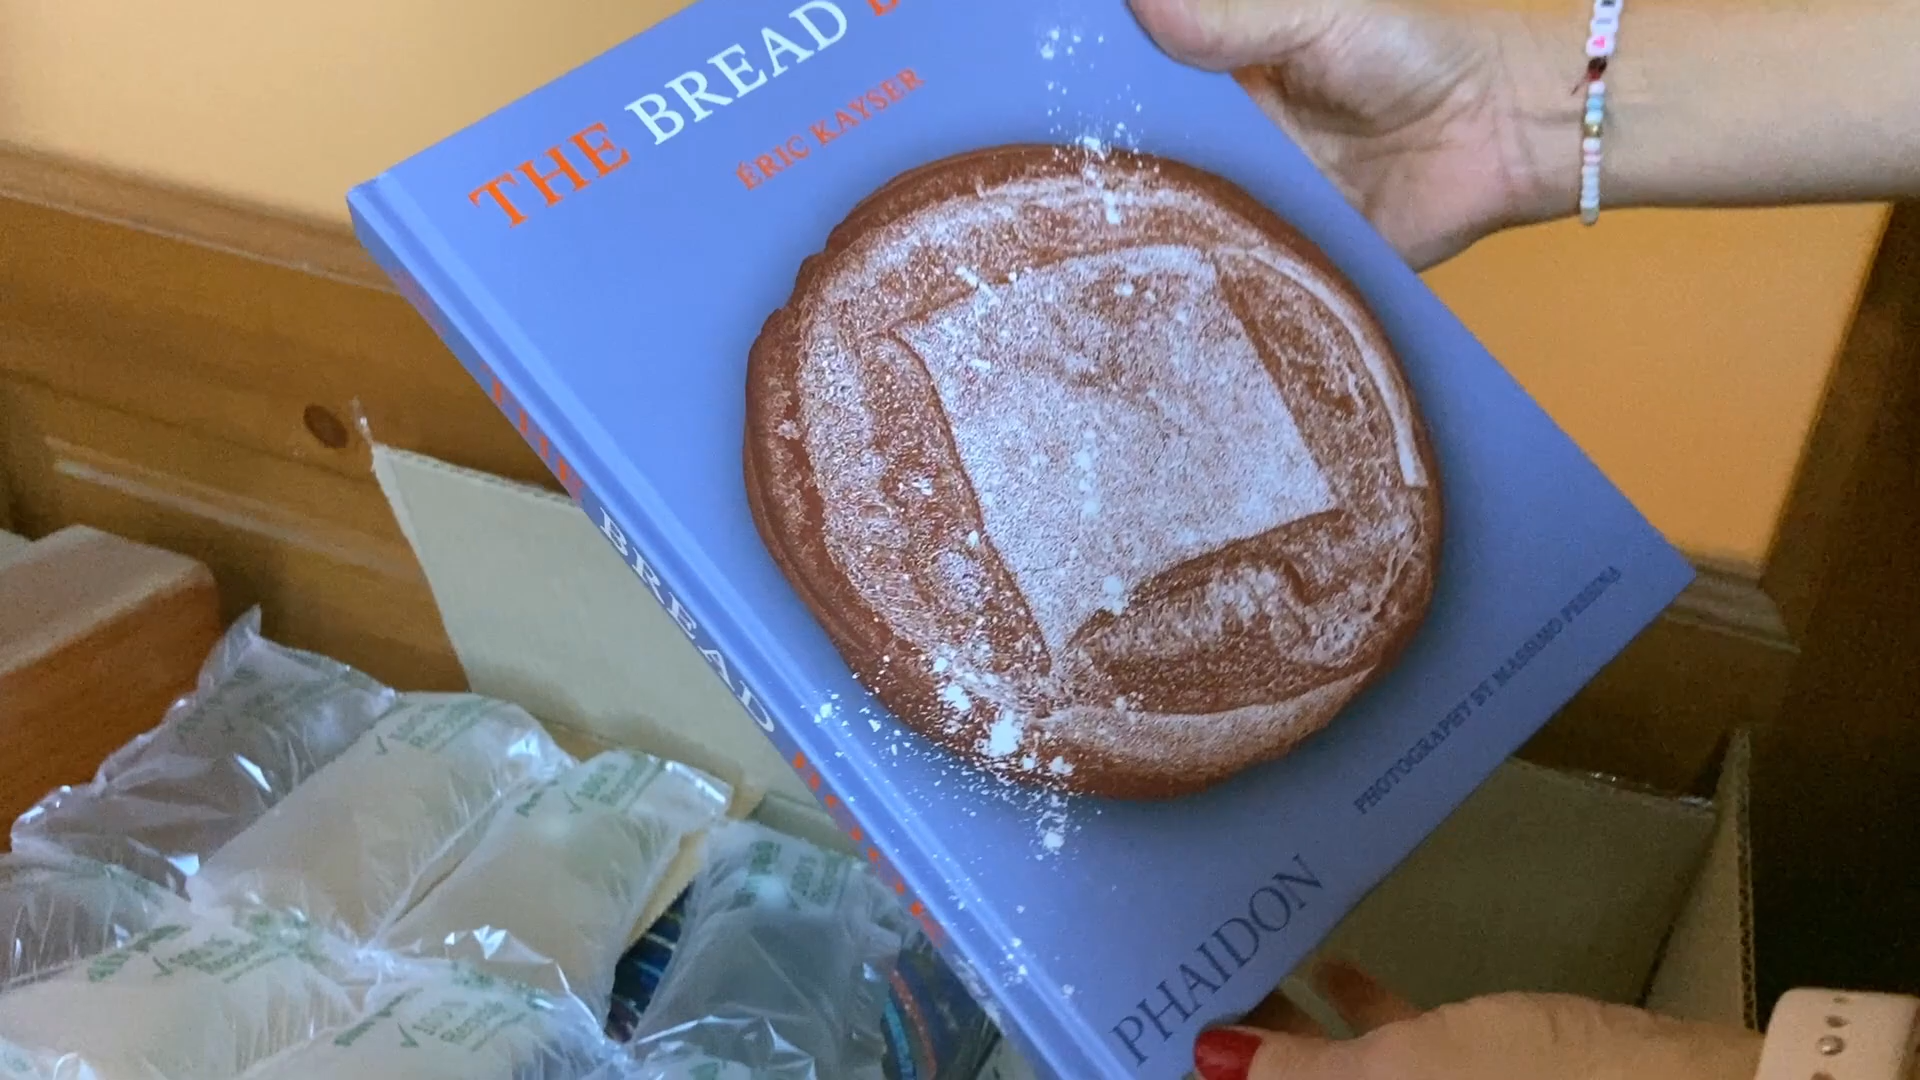 THE BREAD
ÉRIC KAYSER
THE BREAD
PHOTOGRAPHY BY MASSIMO PESSINA
PHAIDON